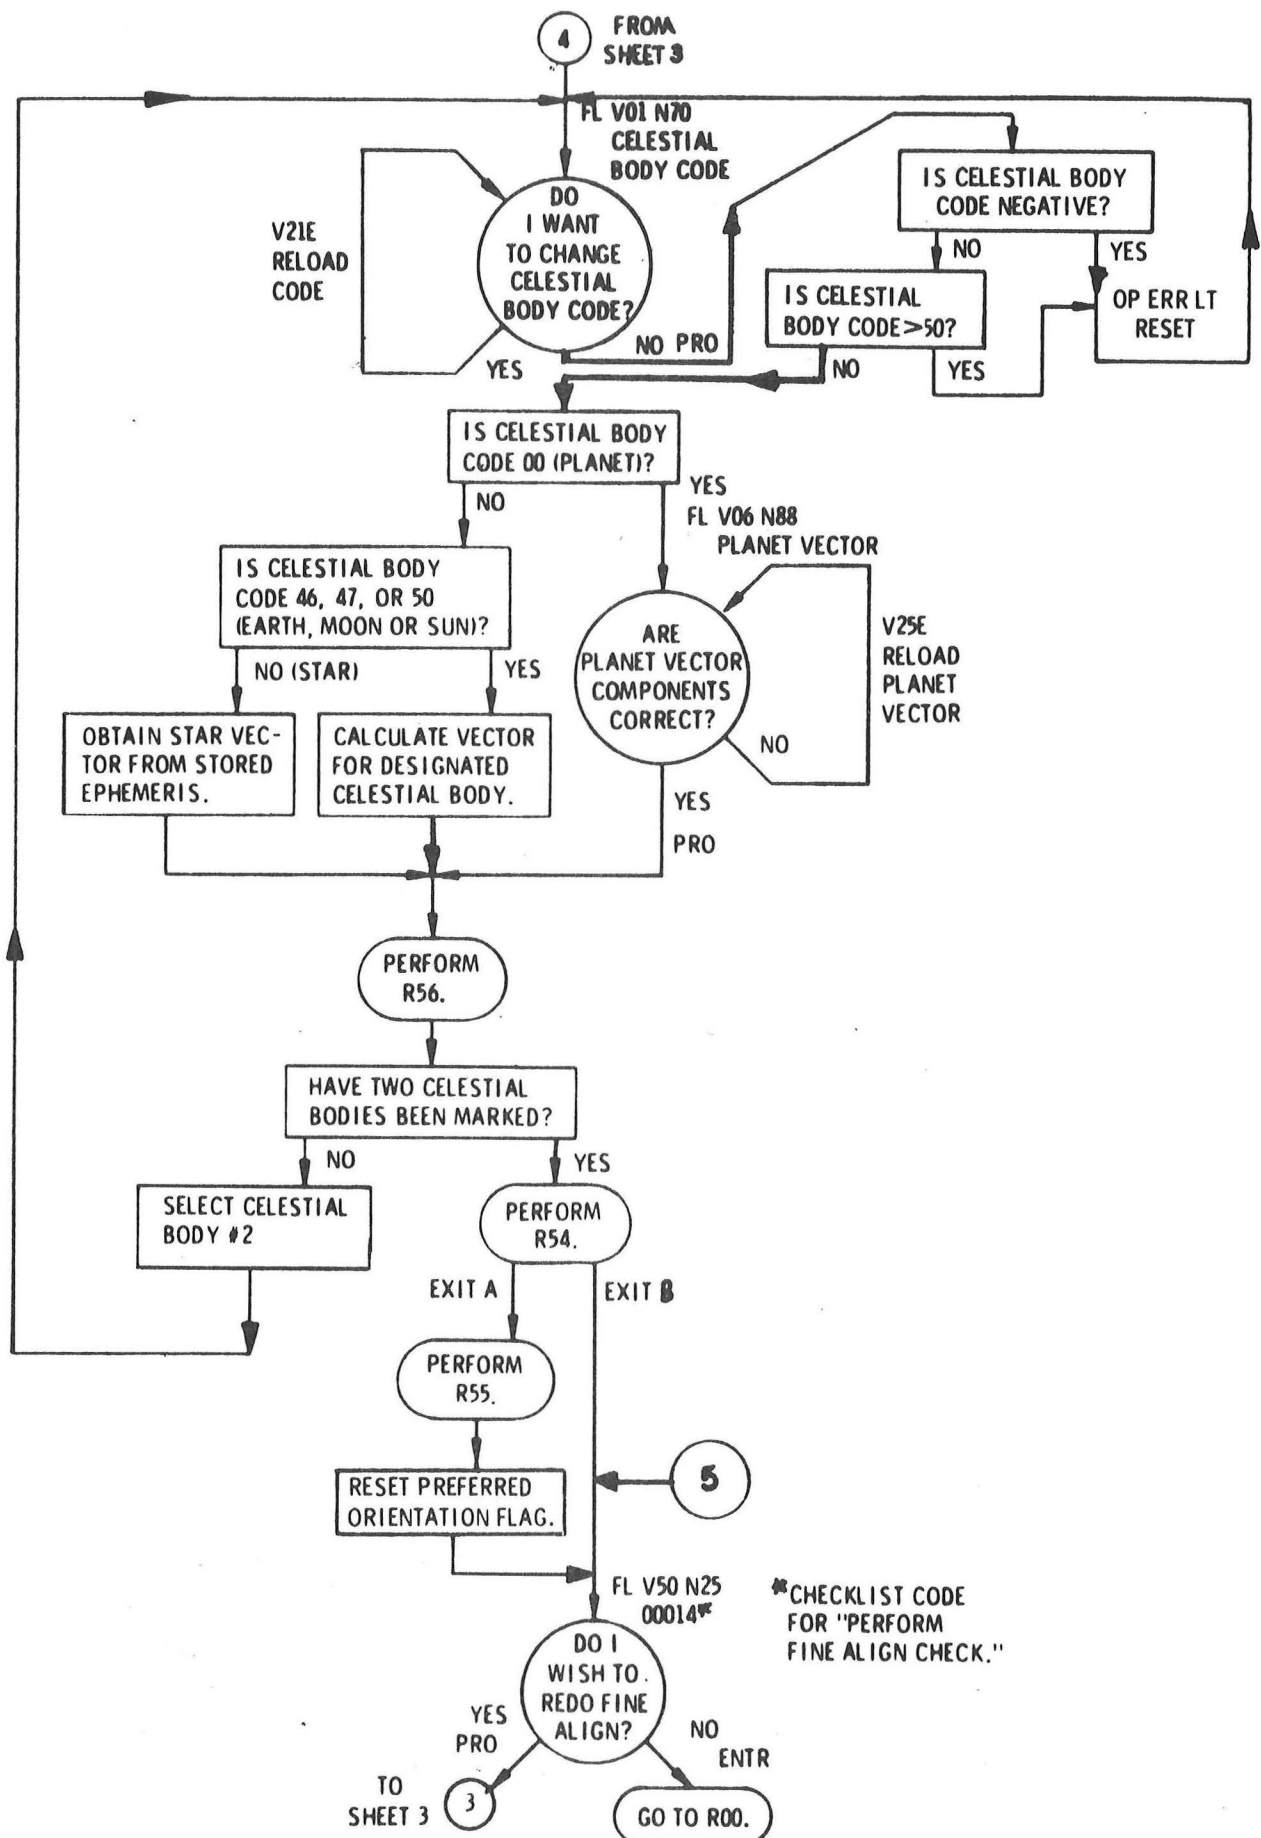 4
FROM
SHEET 3
FL V01 N70
CELESTIAL
BODY CODE
DO
I WANT
TO CHANGE
CELESTIAL
BODY CODE?
V21E
RELOAD
CODE
YES
NO PRO
IS CELESTIAL BODY
CODE NEGATIVE?
NO
YES
IS CELESTIAL
BODY CODE>50?
NO
YES
OP ERR LT
RESET
IS CELESTIAL BODY
CODE 00 (PLANET)?
NO
YES
FL V06 N88
PLANET VECTOR
IS CELESTIAL BODY
CODE 46, 47, OR 50
(EARTH, MOON OR SUN)?
NO (STAR)
YES
ARE
PLANET VECTOR
COMPONENTS
CORRECT?
V25E
RELOAD
PLANET
VECTOR
NO
YES
PRO
OBTAIN STAR VEC-
TOR FROM STORED
EPHEMERIS.
CALCULATE VECTOR
FOR DESIGNATED
CELESTIAL BODY.
PERFORM
R56.
HAVE TWO CELESTIAL
BODIES BEEN MARKED?
NO
YES
SELECT CELESTIAL
BODY #2
PERFORM
R54.
EXIT A
EXIT B
PERFORM
R55.
RESET PREFERRED
ORIENTATION FLAG.
5
FL V50 N25
00014*
*CHECKLIST CODE
FOR "PERFORM
FINE ALIGN CHECK."
DO I
WISH TO.
REDO FINE
ALIGN?
YES
PRO
NO
ENTR
TO
SHEET 3
3
GO TO R00.